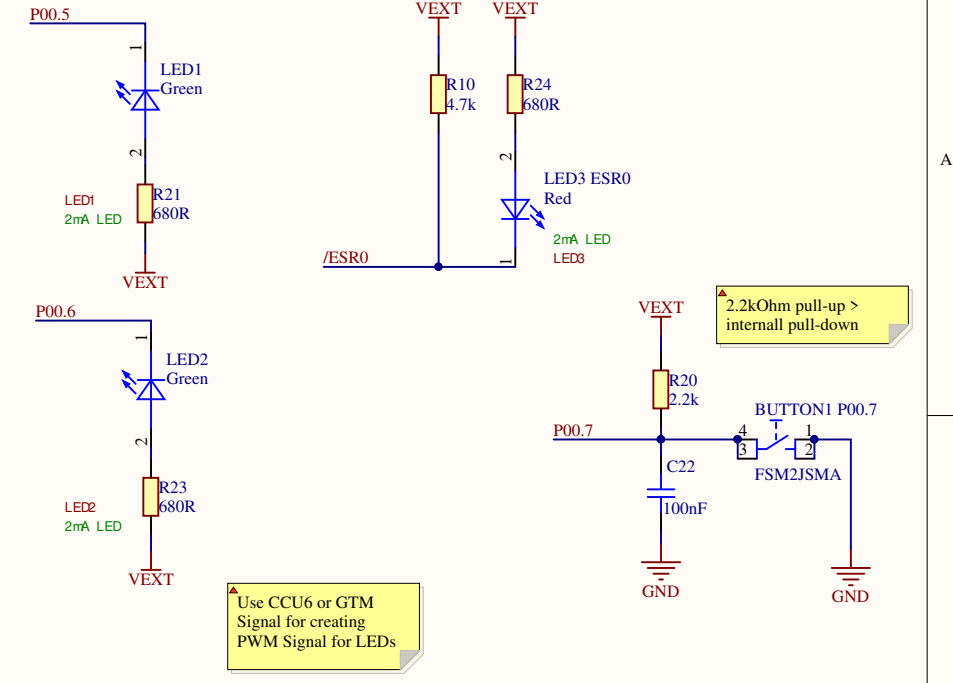 P00.5
1
LED1
Green
2
R21
680R
LED1
2mA LED
VEXT
VEXT
VEXT
R10
4.7k
R24
680R
2
LED3 ESR0
Red
2mA LED
LED3
1
/ESR0
A
P00.6
1
LED2
Green
2
R23
680R
LED2
2mA LED
VEXT
2.2kOhm pull-up >
internall pull-down
VEXT
R20
2.2k
P00.7
BUTTON1 P00.7
4
3
1
2
FSM2JSMA
C22
100nF
GND
GND
Use CCU6 or GTM
Signal for creating
PWM Signal for LEDs